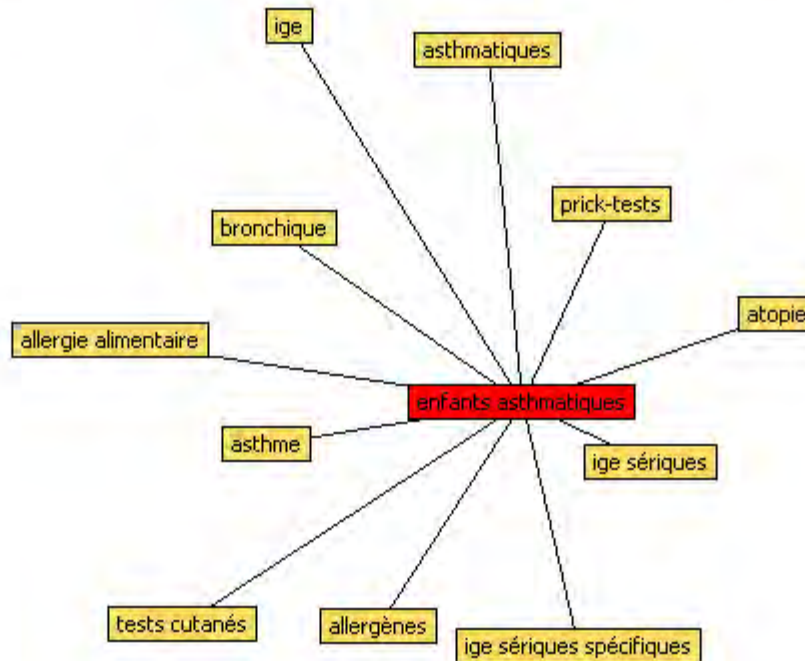 ige
asthmatiques
prick-tests
bronchique
atopie
allergie alimentaire
enfants asthmatiques
asthme
ige sériques
tests cutanés
allergènes
ige sériques spécifiques